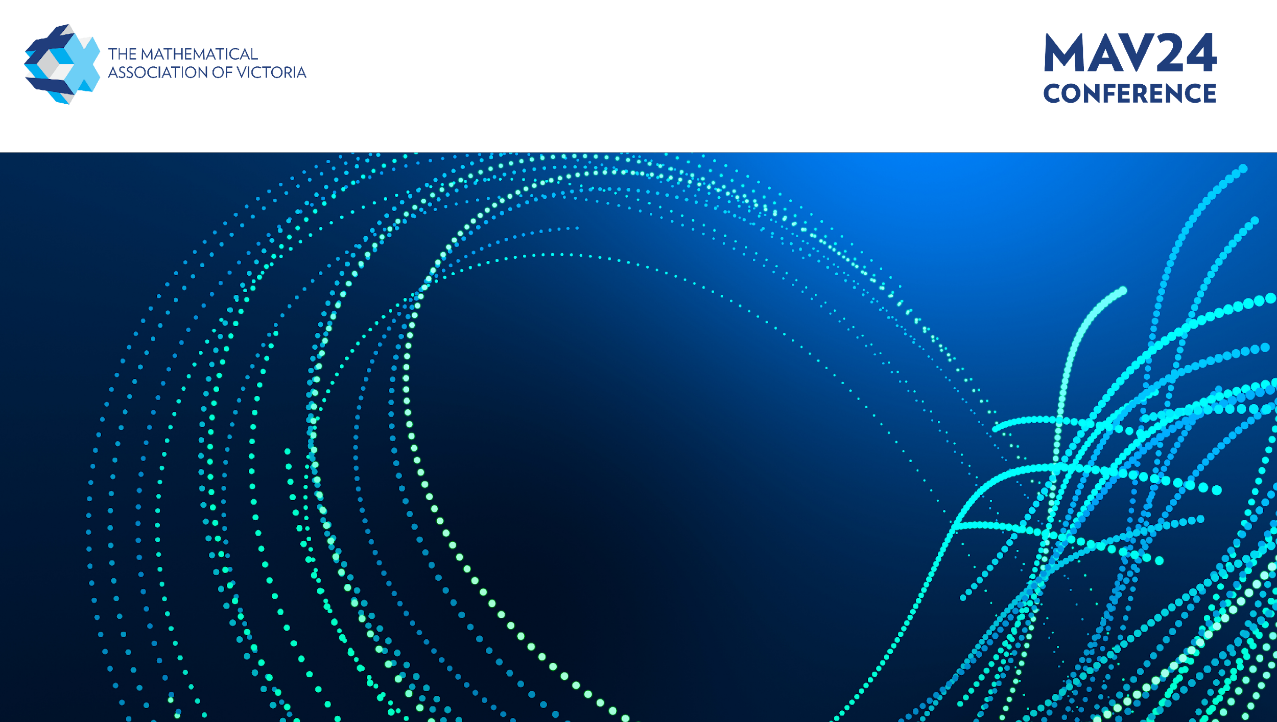 THE MATHEMATICAL
ASSOCIATION OF VICTORIA
MAV24
CONFERENCE